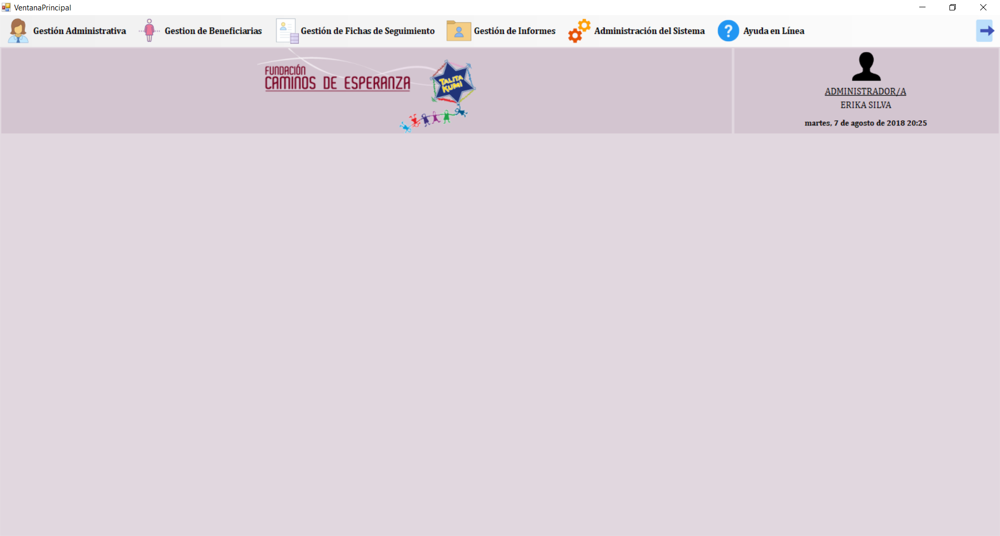 VentanaPrincipal
Gestión Administrativa
Gestion de Beneficiarias
Gestión de Fichas de Seguimiento
Gestión de Informes
Administración del Sistema
?
Ayuda en Línea
FUNDACIÓN
CAMINOS DE ESPERANZA
TALITA
KUMI
ADMINISTRADOR/A
ERIKA SILVA
martes, 7 de agosto de 2018 20:25